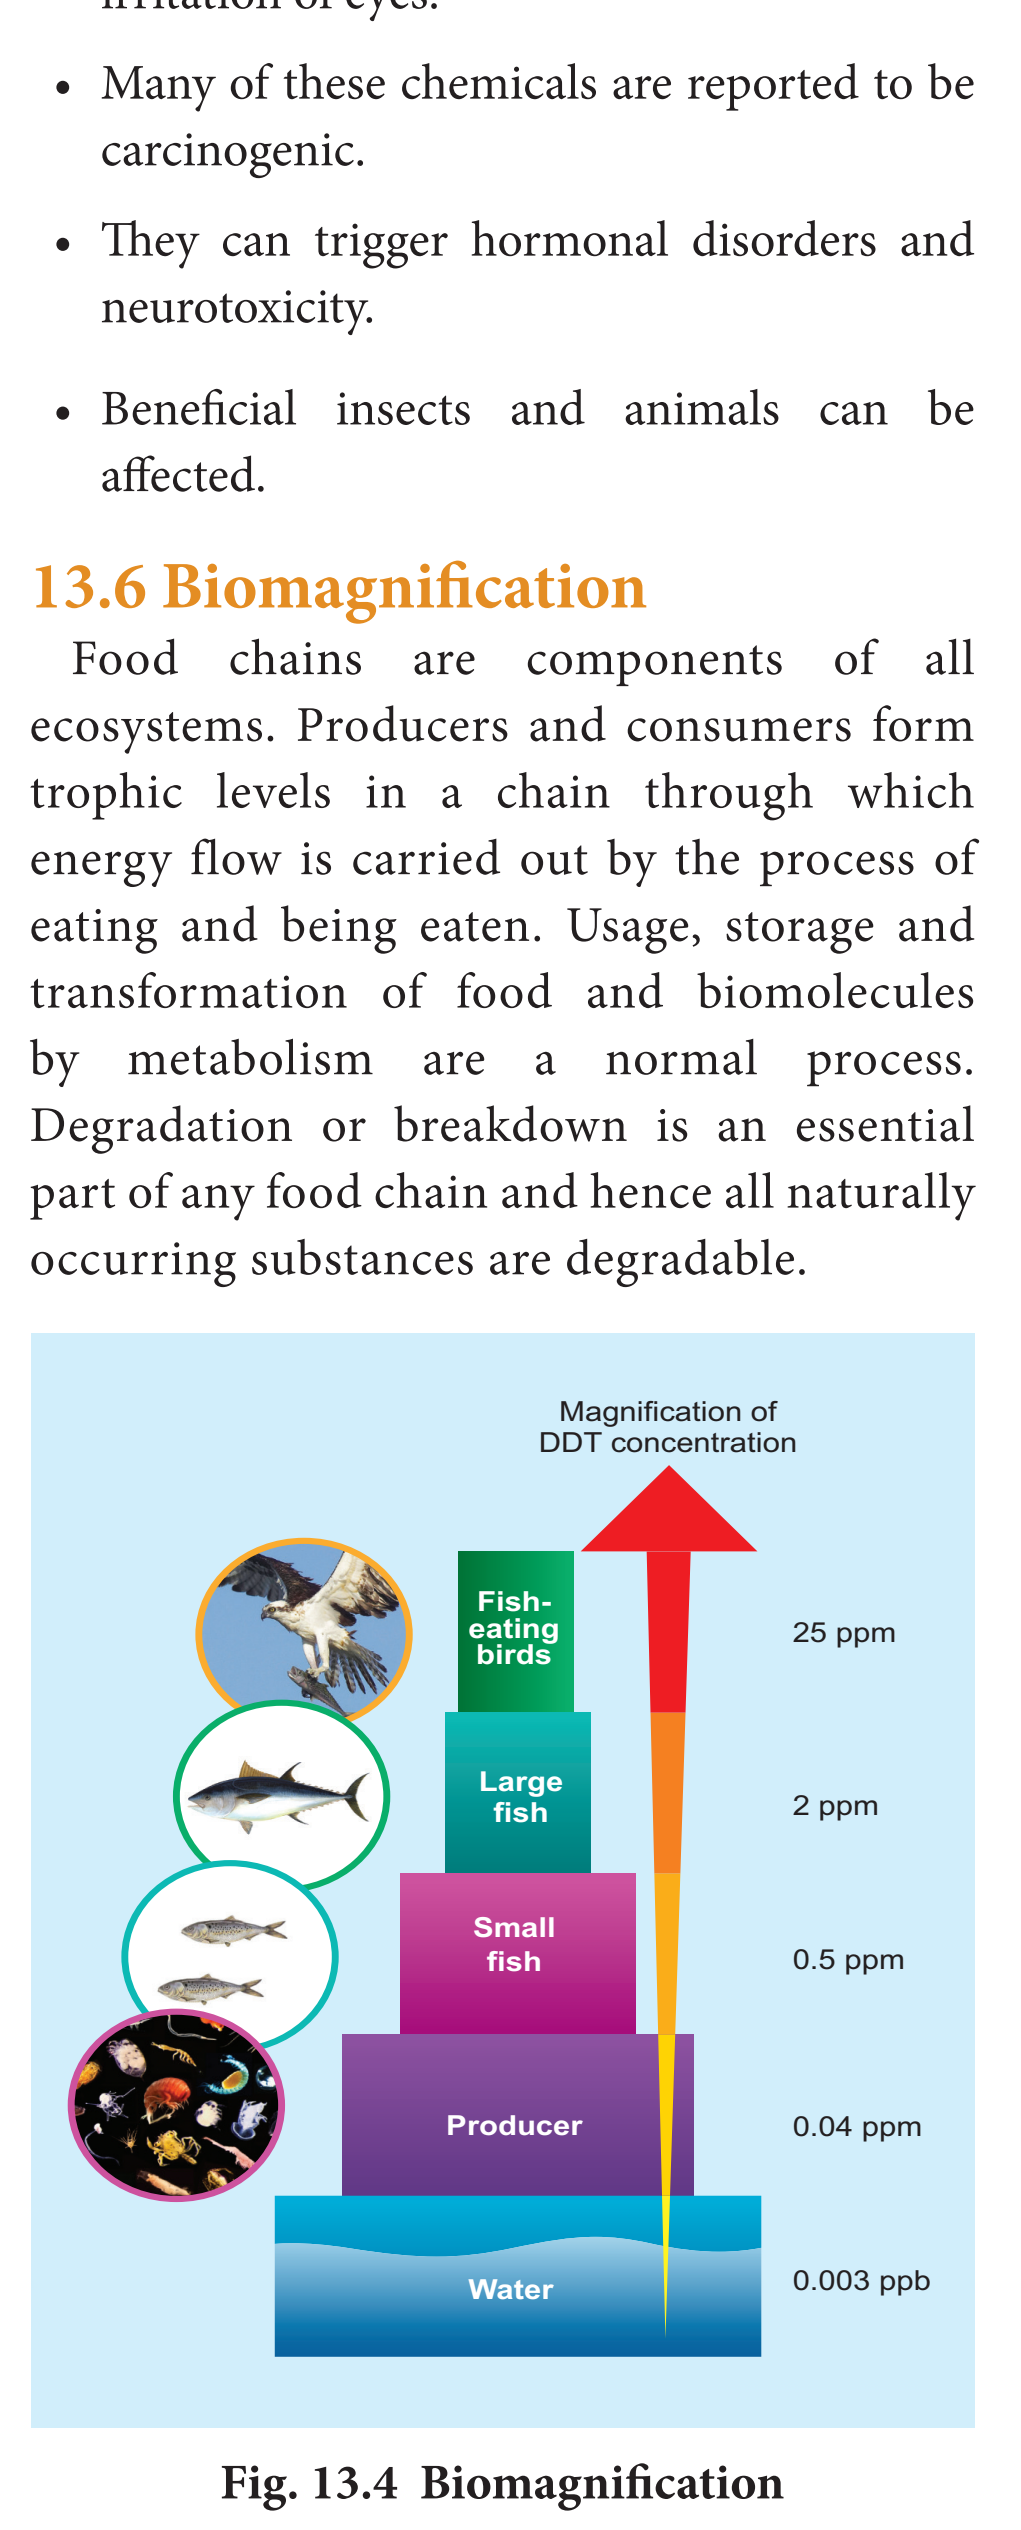 irritation of eyes.
• Many of these chemicals are reported to be
carcinogenic.
• They can trigger hormonal disorders and
neurotoxicity.
• Beneficial insects and animals can be
affected.
13.6 Biomagnification
Food chains are components of all
ecosystems. Producers and consumers form
trophic levels in a chain through which
energy flow is carried out by the process of
eating and being eaten. Usage, storage and
transformation of food and biomolecules
by metabolism are a normal process.
Degradation or breakdown is an essential
part of any food chain and hence all naturally
occurring substances are degradable.
Magnification of
DDT concentration
Fish-
eating
birds
25 ppm
Large
fish
2 ppm
Small
fish
0.5 ppm
Producer
0.04 ppm
Water
0.003 ppb
Fig. 13.4 Biomagnification